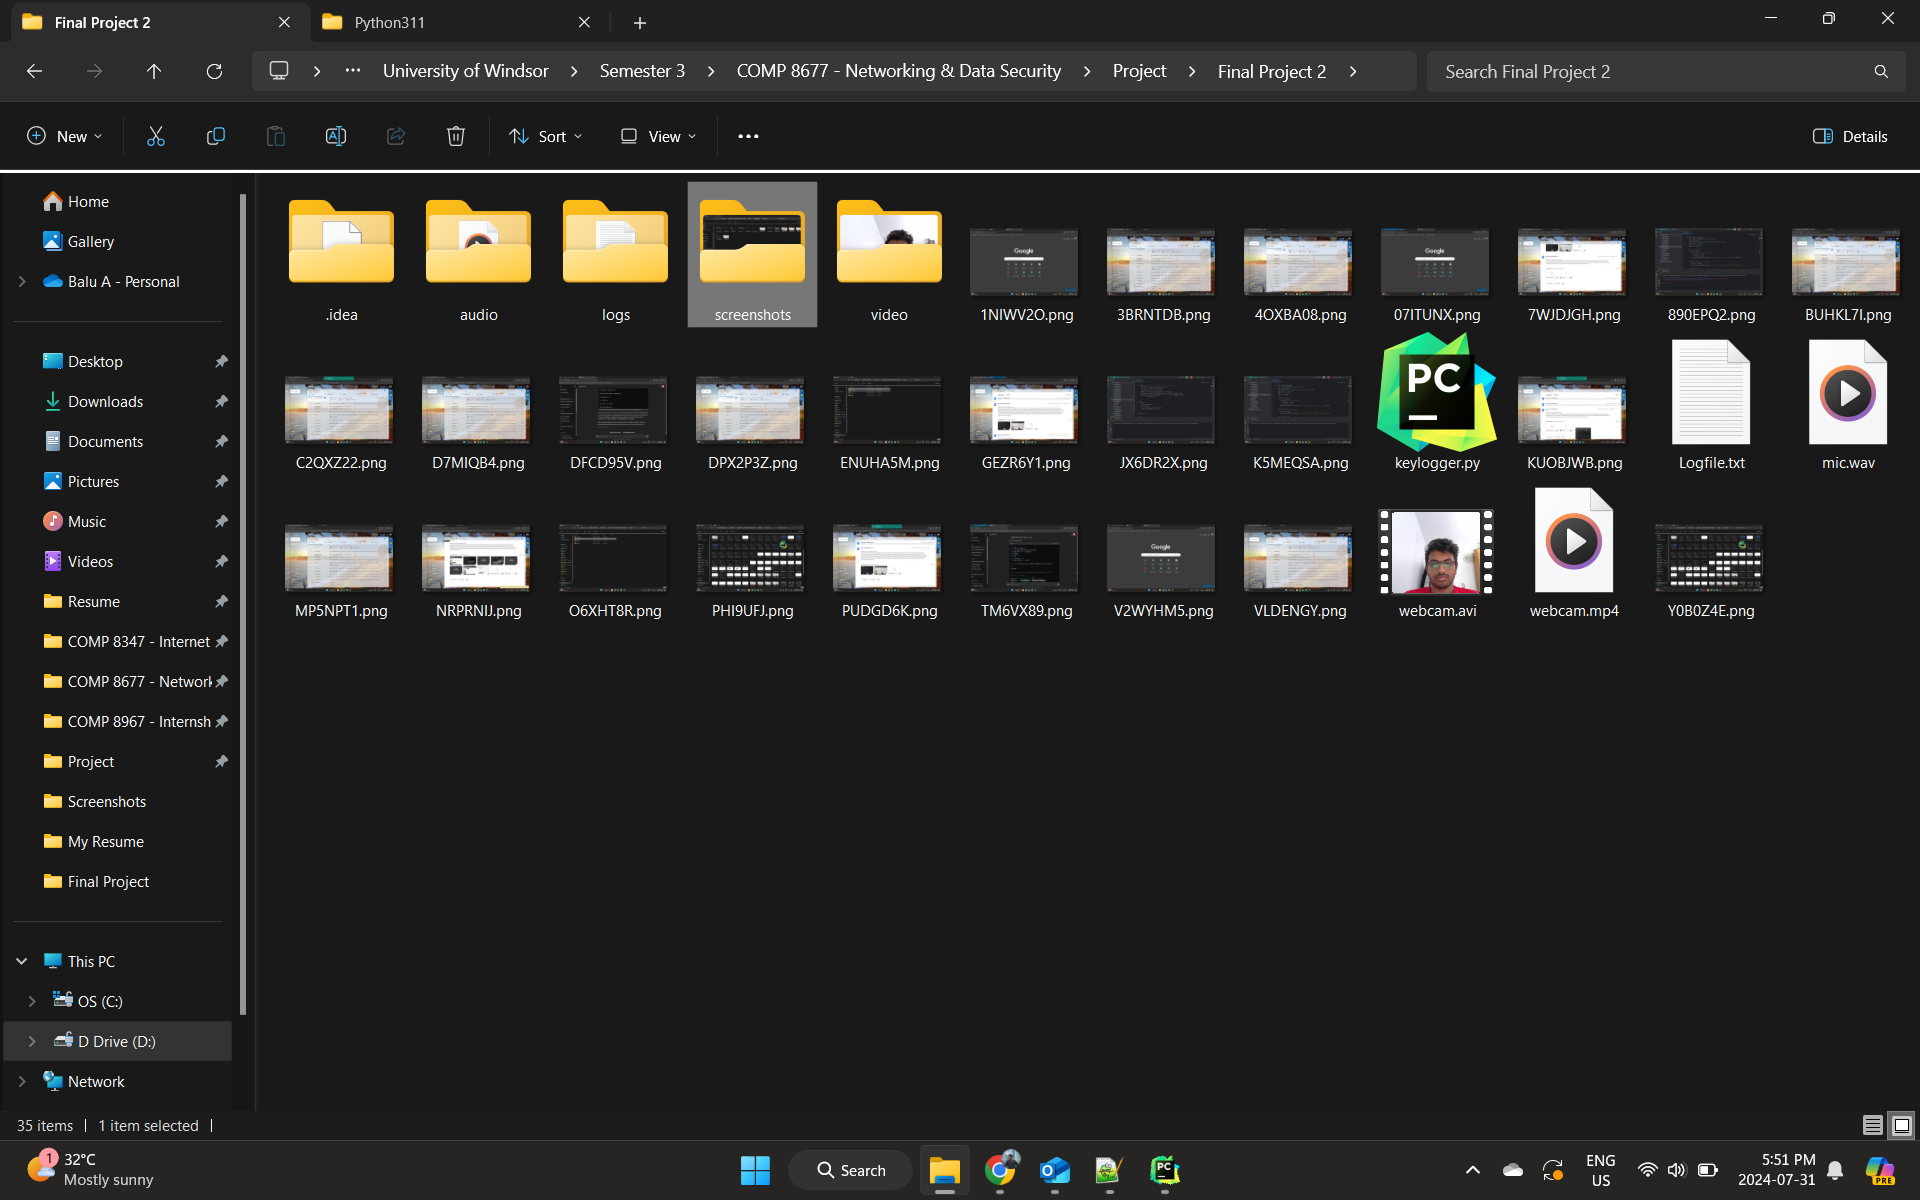 Final Project 2
Python311
University of Windsor
Semester 3
COMP 8677 - Networking & Data Security
Project
Final Project 2
Search Final Project 2
New
Sort
View
Details
Home
Gallery
Balu A - Personal
Desktop
Downloads
Documents
Pictures
Music
Videos
Resume
COMP 8347 - Internet
COMP 8677 - Network
COMP 8967 - Internsh
Project
Screenshots
My Resume
Final Project
This PC
OS (C:)
D Drive (D:)
Network
.idea
audio
logs
screenshots
video
1NIWV2O.png
3BRNTDB.png
4OXBA08.png
07ITUNX.png
7WJDJGH.png
890EPQ2.png
BUHKL7I.png
C2QXZ22.png
D7MIQB4.png
DFCD95V.png
DPX2P3Z.png
ENUHA5M.png
GEZR6Y1.png
JX6DR2X.png
K5MEQSA.png
PC
keylogger.py
KUOBJWB.png
Logfile.txt
mic.wav
MP5NPT1.png
NRPRNIJ.png
O6XHT8R.png
PHI9UFJ.png
PUDGD6K.png
TM6VX89.png
V2WYHM5.png
VLDENGY.png
webcam.avi
webcam.mp4
Y0B0Z4E.png
Google
Google
Google
35 items
1 item selected
1
32°C
Mostly sunny
Search
PC
ENG
US
5:51 PM
2024-07-31
PRE